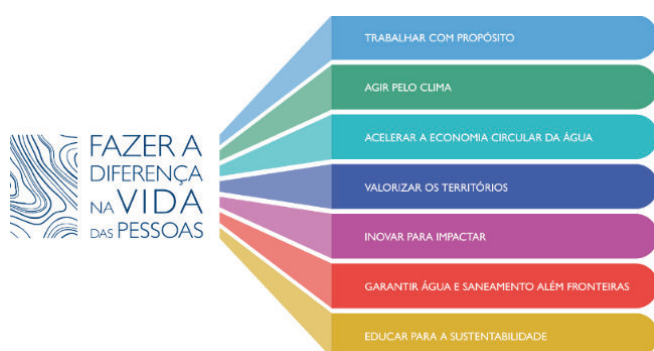 FAZER A
DIFERENÇA
NA VIDA
DAS PESSOAS
TRABALHAR COM PROPÓSITO
AGIR PELO CLIMA
ACELERAR A ECONOMIA CIRCULAR DA ÁGUA
VALORIZAR OS TERRITÓRIOS
INOVAR PARA IMPACTAR
GARANTIR ÁGUA E SANEAMENTO ALÉM FRONTEIRAS
EDUCAR PARA A SUSTENTABILIDADE